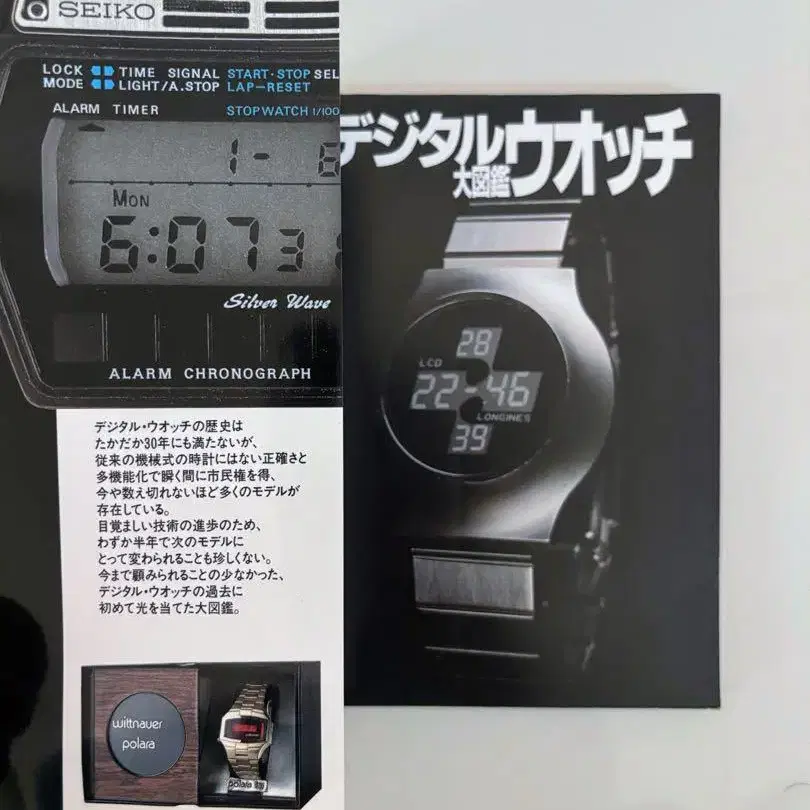 SEIKO
LOCK TIME SIGNAL START·STOP SEL
MODE LIGHT/A.STOP LAP-RESET
ALARM TIMER STOPWATCH 1/100
1- 6
MON
6:07 3
Silver Wave
ALARM CHRONOGRAPH
デジタル・ウオッチの歴史は
たかだか30年にも満たないが、
従来の機械式の時計にはない正確さと
多機能化で瞬く間に市民権を得、
今や数え切れないほど多くのモデルが
存在している。
目覚ましい技術の進歩のため、
わずか半年で次のモデルに
とって変わられることも珍しくない。
今まで顧みられることの少なかった、
デジタル・ウオッチの過去に
初めて光を当てた大図鑑。
wittnauer
polara
polara
デジタルウオッチ
大図鑑
28
LCD
22-46
LONGINES
39